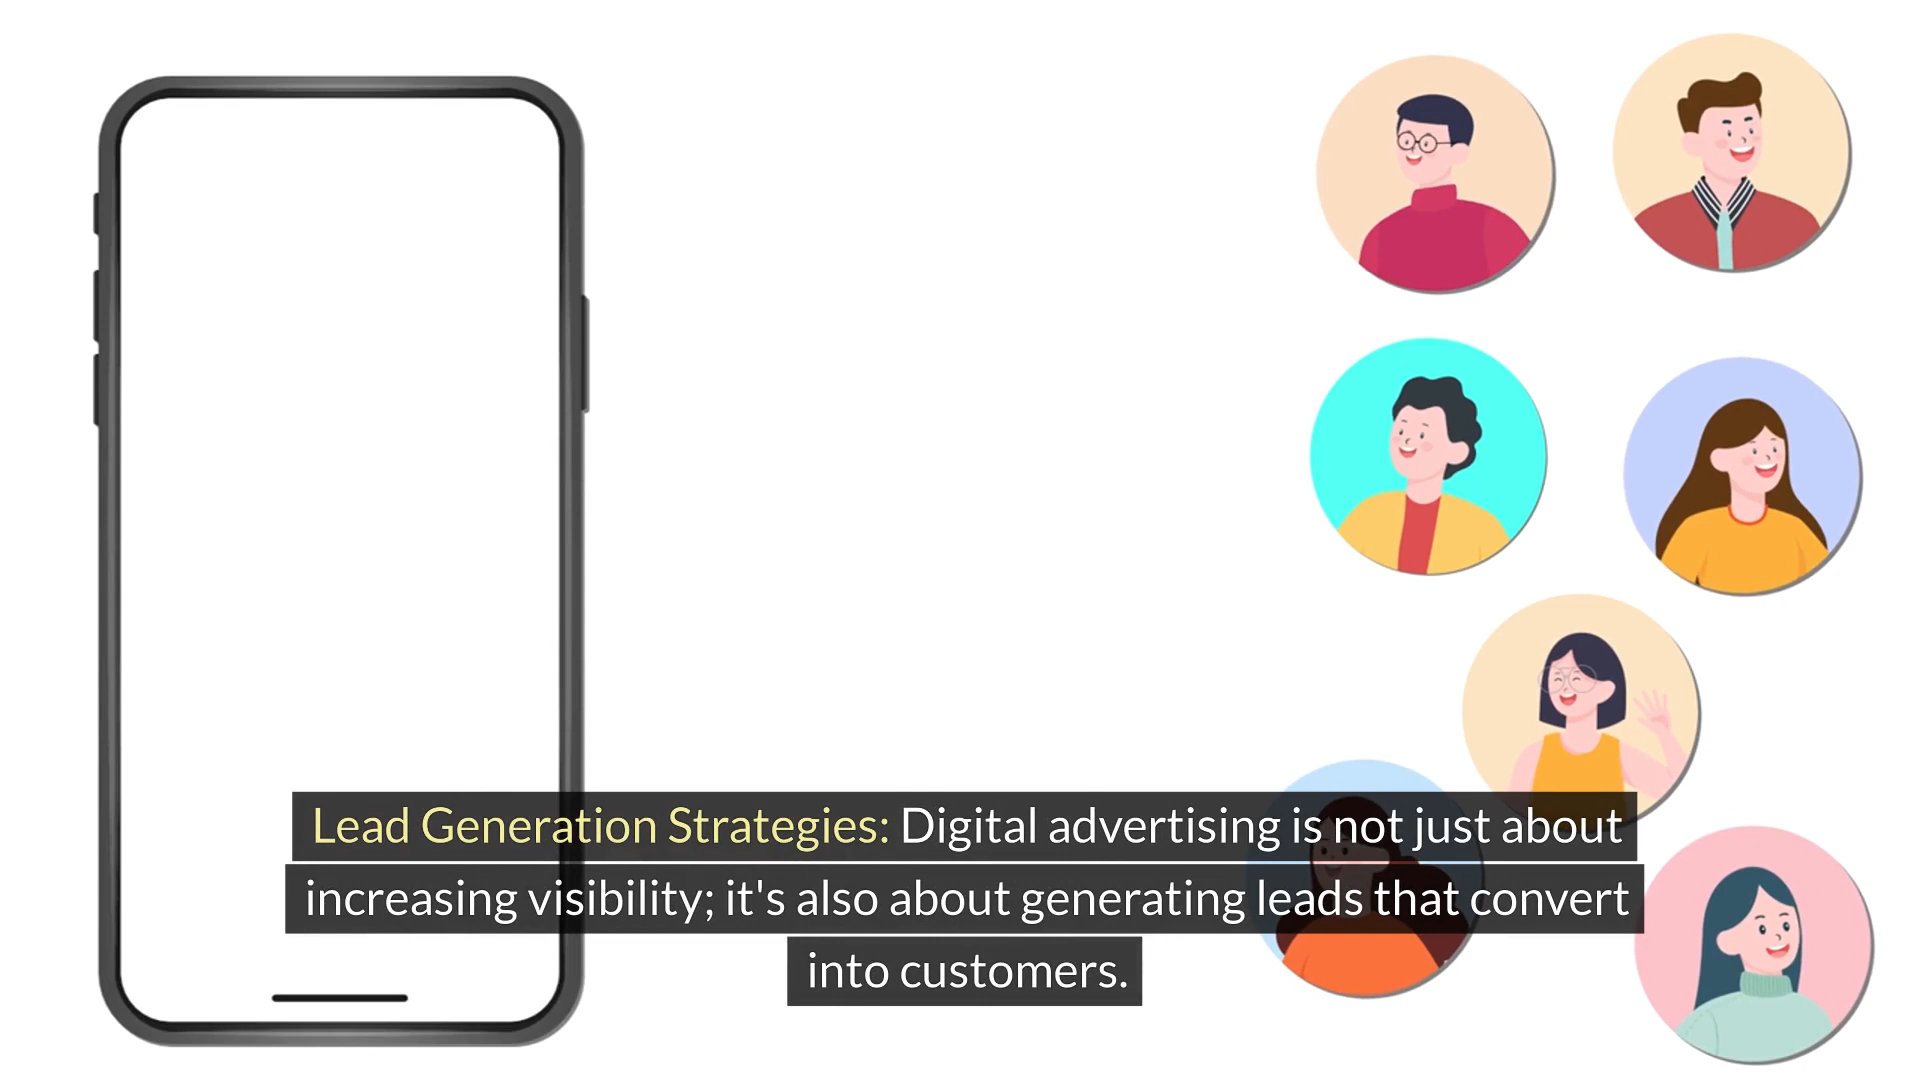 Lead Generation Strategies: Digital advertising is not just about
increasing visibility; it's also about generating leads that convert
into customers.